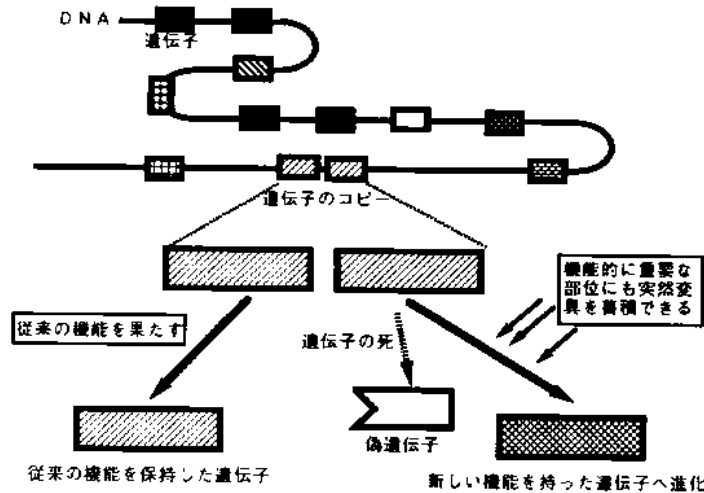 DNA
遺伝子
遺伝子のコピー
機能的に重要な
部位にも突然変
異を蓄積できる
従来の機能を果たす
遺伝子の死
偽遺伝子
従来の機能を保持した遺伝子
新しい機能を持った遺伝子へ進化